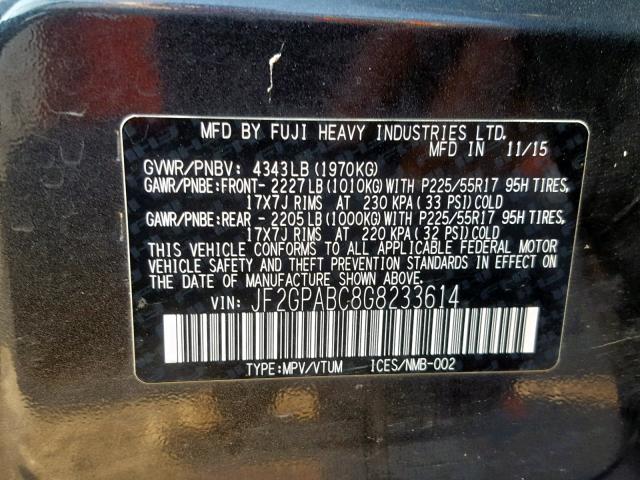 MFD BY FUJI HEAVY INDUSTRIES LTD.
MFD IN 11/15
GVWR/PNBV: 4343LB (1970KG)
GAWR/PNBE:FRONT- 2227LB (1010KG) WITH P225/55R17 95H TIRES,
17X7J RIMS AT 230 KPA (33 PSI) COLD
GAWR/PNBE:REAR - 2205LB (1000KG) WITH P225/55R17 95H TIRES,
17X7J RIMS AT 220 KPA (32 PSI) COLD
THIS VEHICLE CONFORMS TO ALL APPLICABLE FEDERAL MOTOR
VEHICLE SAFETY AND THEFT PREVENTION STANDARDS IN EFFECT ON
THE DATE OF MANUFACTURE SHOWN ABOVE.
VIN: JF2GPABC8G8233614
TYPE:MPV/VTUM ICES/NMB-002